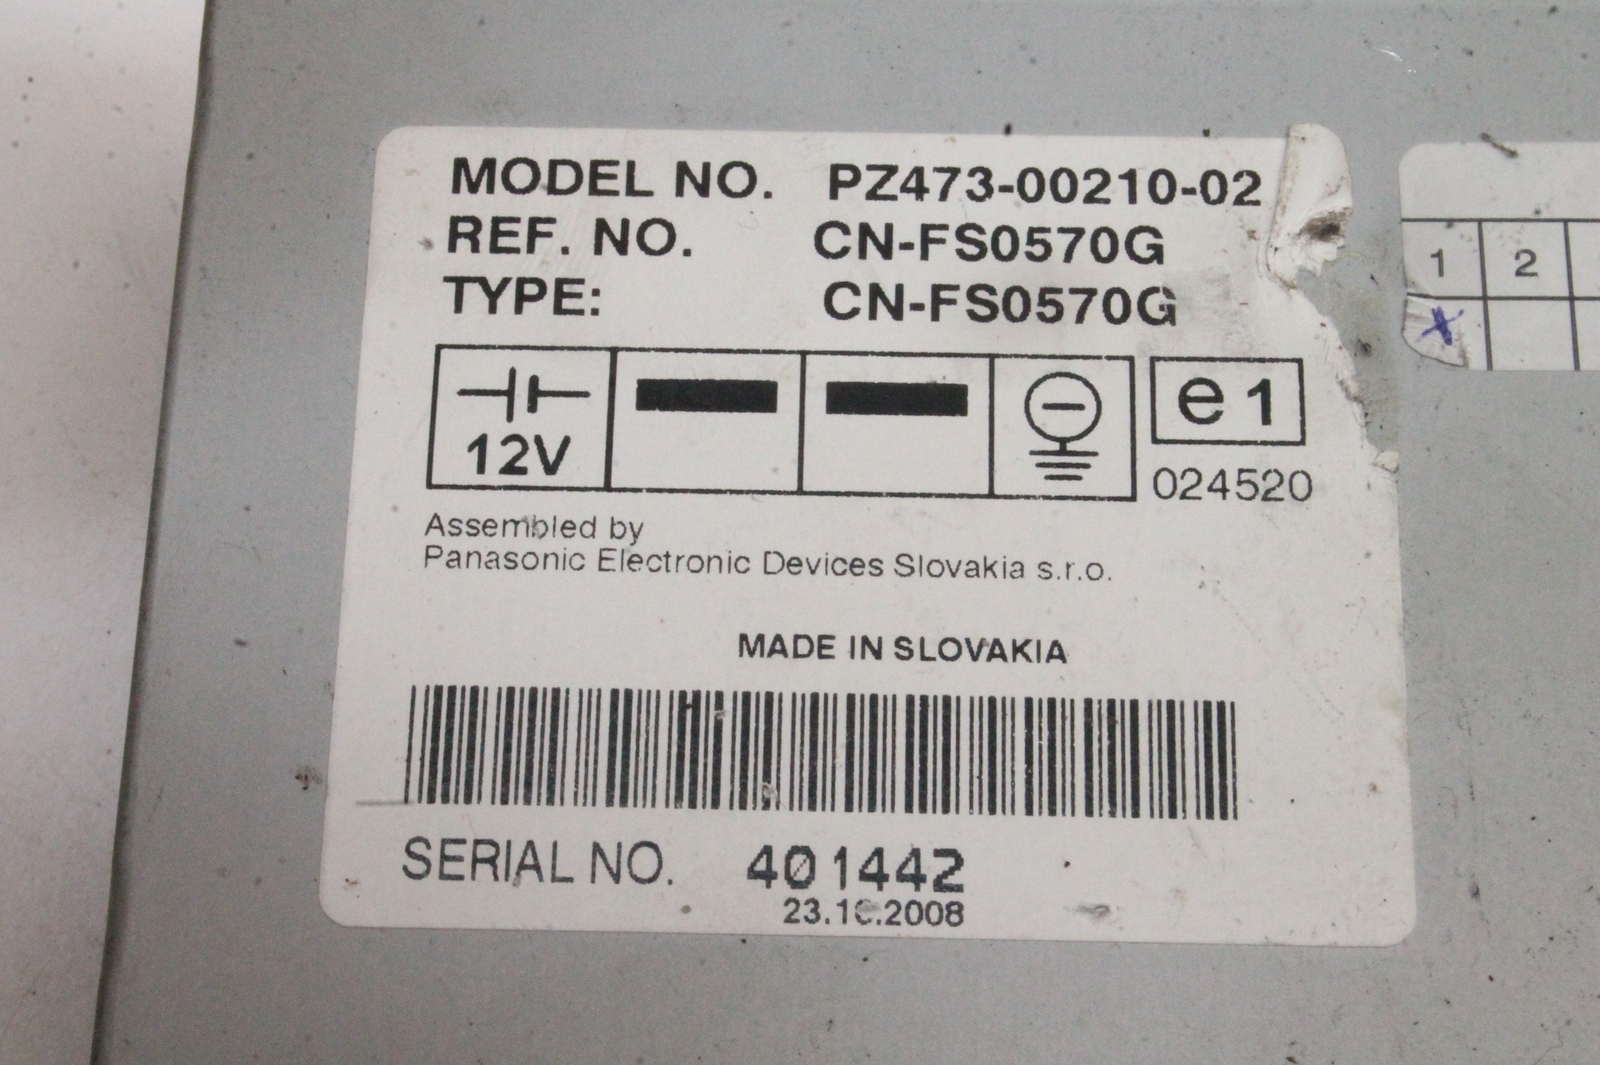 MODEL NO. PZ473-00210-02
REF. NO. CN-FS0570G
TYPE: CN-FS0570G
12V
e1
024520
Assembled by
Panasonic Electronic Devices Slovakia s.r.o.
MADE IN SLOVAKIA
SERIAL NO. 401442
1 2